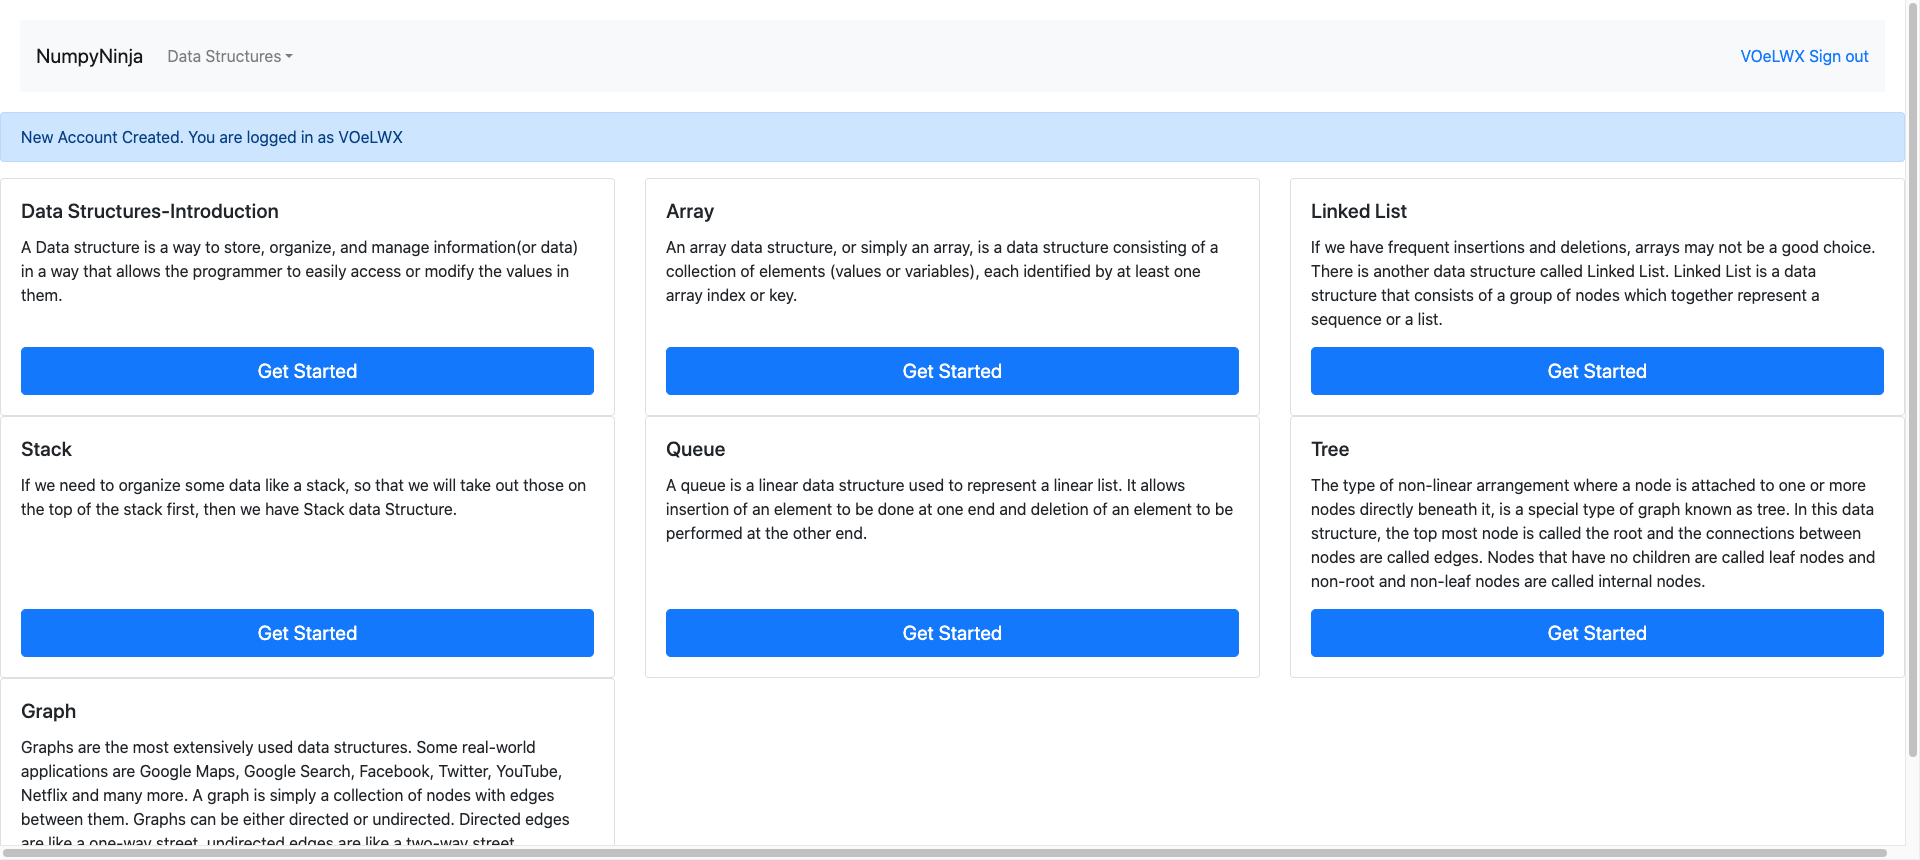 NumpyNinja
Data Structures
VOeLWX Sign out
New Account Created. You are logged in as VOeLWX
Data Structures-Introduction
A Data structure is a way to store, organize, and manage information(or data)
in a way that allows the programmer to easily access or modify the values in
them.
Get Started
Array
An array data structure, or simply an array, is a data structure consisting of a
collection of elements (values or variables), each identified by at least one
array index or key.
Get Started
Linked List
If we have frequent insertions and deletions, arrays may not be a good choice.
There is another data structure called Linked List. Linked List is a data
structure that consists of a group of nodes which together represent a
sequence or a list.
Get Started
Stack
If we need to organize some data like a stack, so that we will take out those on
the top of the stack first, then we have Stack data Structure.
Get Started
Queue
A queue is a linear data structure used to represent a linear list. It allows
insertion of an element to be done at one end and deletion of an element to be
performed at the other end.
Get Started
Tree
The type of non-linear arrangement where a node is attached to one or more
nodes directly beneath it, is a special type of graph known as tree. In this data
structure, the top most node is called the root and the connections between
nodes are called edges. Nodes that have no children are called leaf nodes and
non-root and non-leaf nodes are called internal nodes.
Get Started
Graph
Graphs are the most extensively used data structures. Some real-world
applications are Google Maps, Google Search, Facebook, Twitter, YouTube,
Netflix and many more. A graph is simply a collection of nodes with edges
between them. Graphs can be either directed or undirected. Directed edges
are like a one-way street, undirected edges are like a two-way street